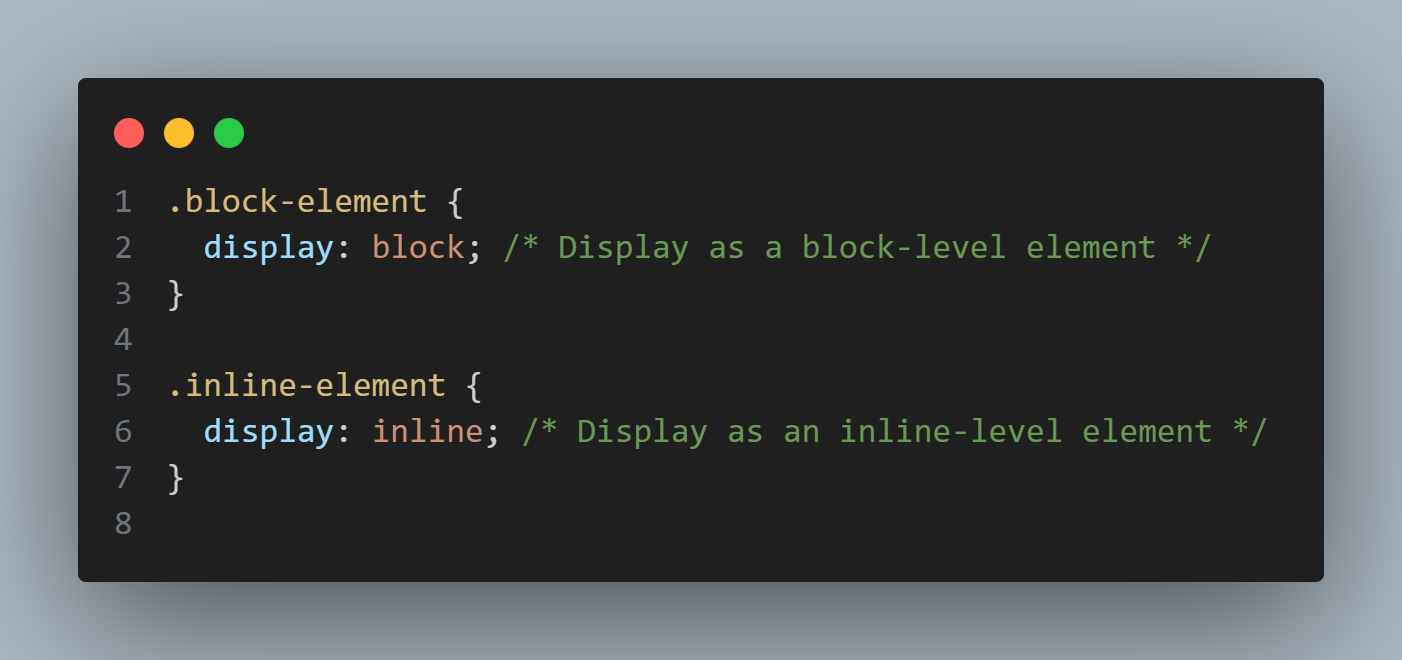 1 .block-element {
2   display: block; /* Display as a block-level element */
3 }
4
5 .inline-element {
6   display: inline; /* Display as an inline-level element */
7 }
8